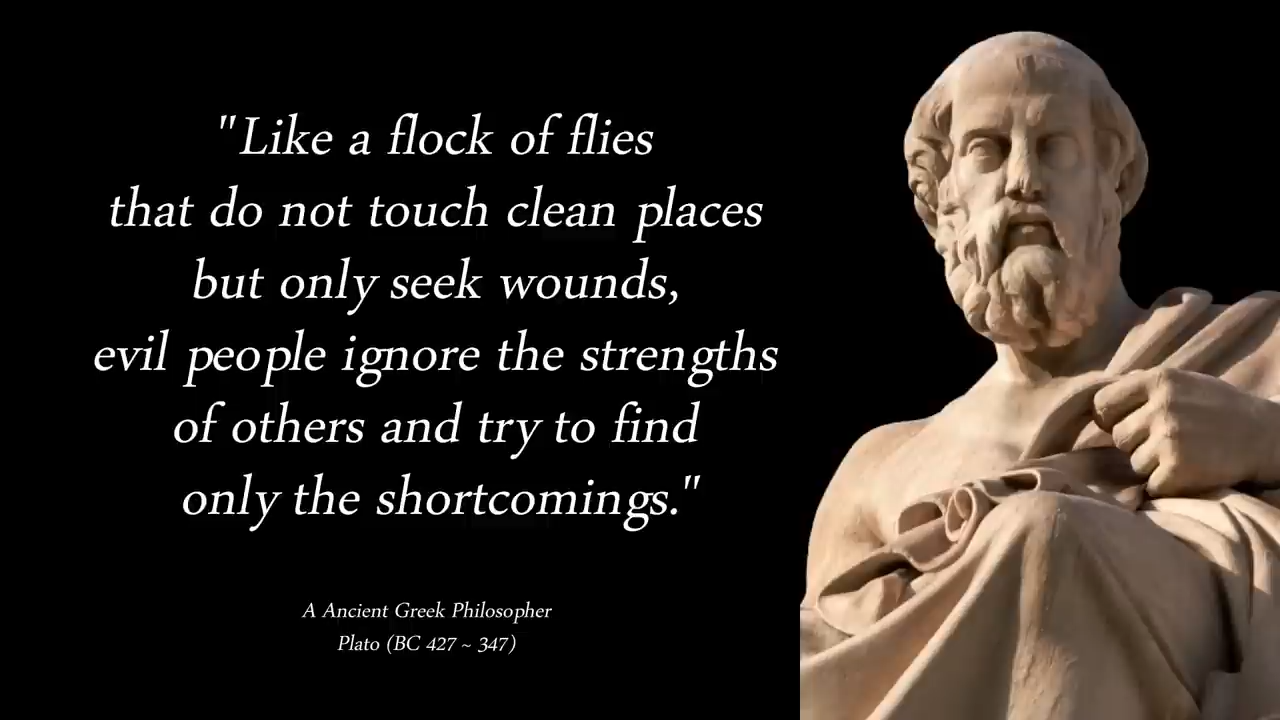 "Like a flock of flies
that do not touch clean places
but only seek wounds,
evil people ignore the strengths
of others and try to find
only the shortcomings."
A Ancient Greek Philosopher
Plato (BC 427 ~ 347)